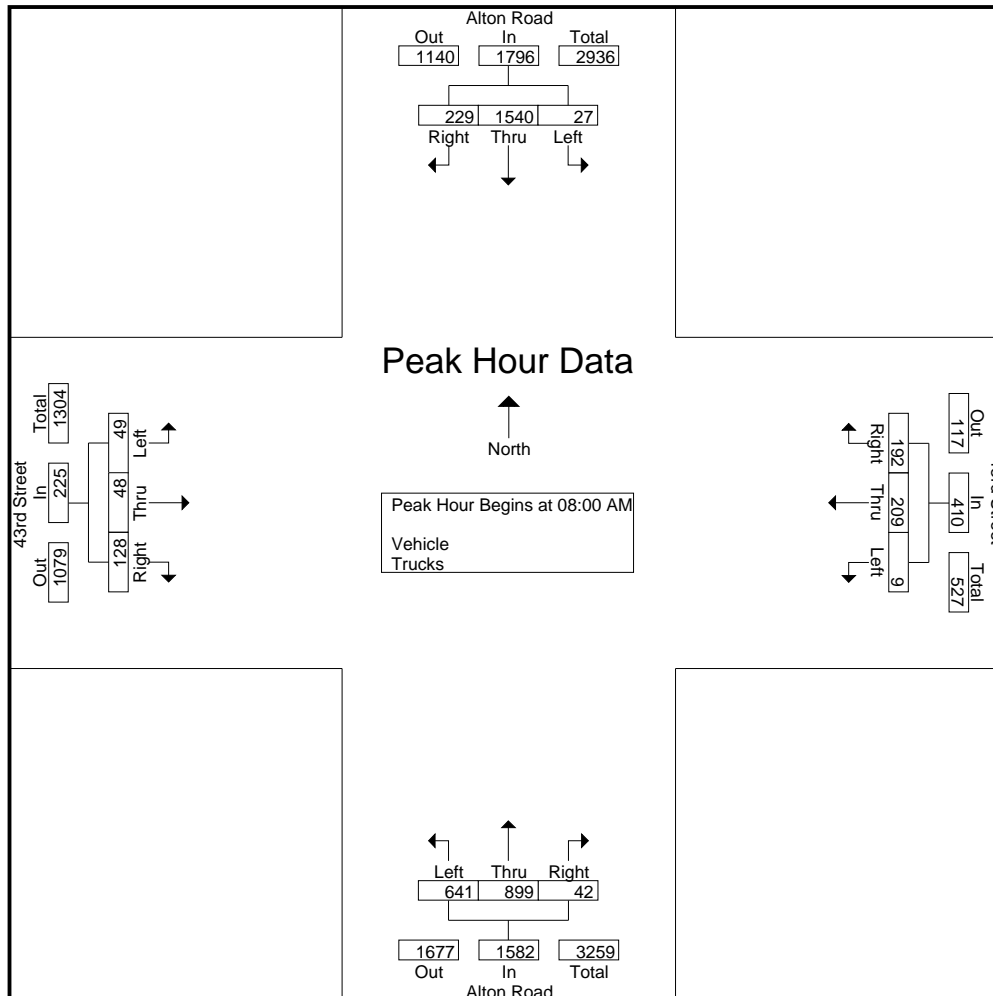 Alton Road
Out In Total
1140 1796 2936
229 1540 27
Right Thru Left
Peak Hour Data
North
Peak Hour Begins at 08:00 AM
Vehicle
Trucks
43rd Street
Total In Out
1304 225 1079
49 48 128
Left Thru Right
Right Thru Left
192 209 9
117 410 527
Out In Total
Left Thru Right
641 899 42
1677 1582 3259
Out In Total
Alton Road